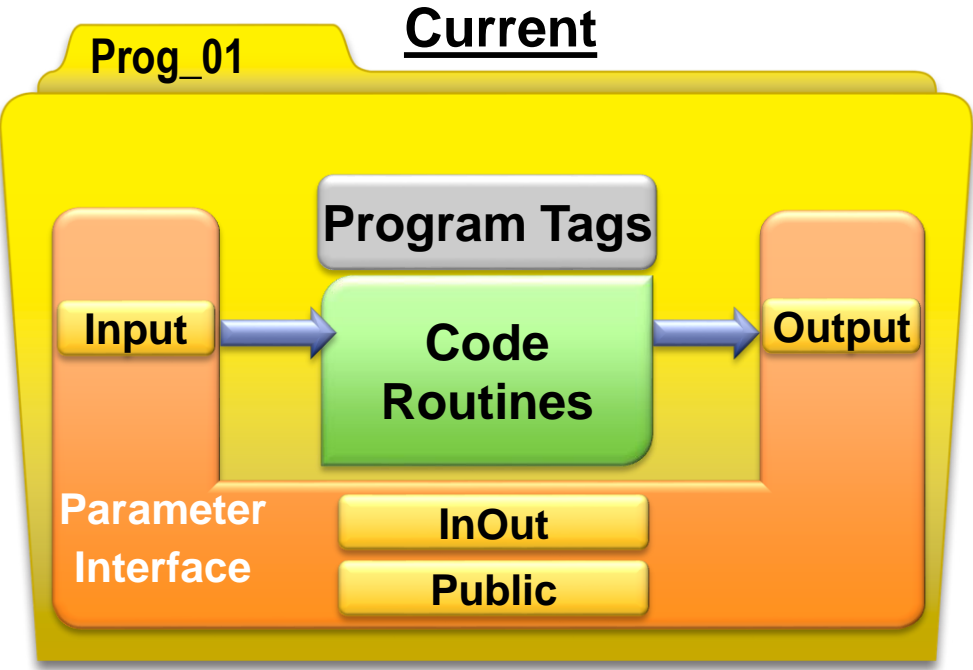 Current
Prog_01
Program Tags
Input
Code
Routines
Output
Parameter
Interface
InOut
Public